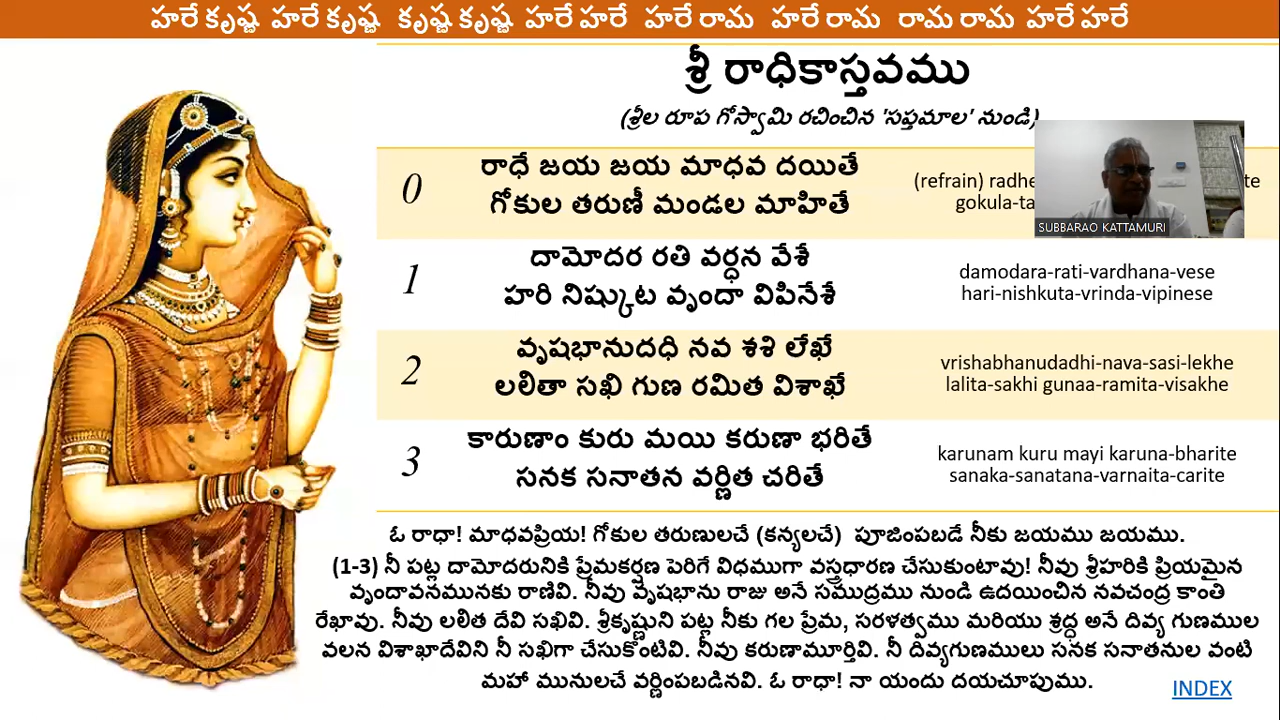 హరే కృష్ణ హరే కృష్ణ కృష్ణ కృష్ణ హరే హరే హరే రామ హరే రామ రామ రామ హరే హరే
శ్రీ రాధికాస్తవము
(శ్రీల రూప గోస్వామి రచించిన 'సప్తమాల' నుండి)
0
రాధే జయ జయ మాధవ దయితే
గోకుల తరుణీ మండల మాహితే
(refrain) radhe
te
gokula-ta
SUBBARAO KATTAMURI
1
దామోదర రతి వర్ధన వేశే
హరి నిష్కుట వృందా విపినేశే
damodara-rati-vardhana-vese
hari-nishkuta-vrinda-vipinese
2
వృషభానుదధి నవ శశి లేఖే
లలితా సఖి గుణ రమిత విశాఖే
vrishabhanudadhi-nava-sasi-lekhe
lalita-sakhi gunaa-ramita-visakhe
3
కారుణాం కురు మయి కరుణా భరితే
సనక సనాతన వర్ణిత చరితే
karunam kuru mayi karuna-bharite
sanaka-sanatana-varnaita-carite
ఓ రాధా! మాధవప్రియ! గోకుల తరుణులచే (కన్యలచే) పూజింపబడే నీకు జయము జయము.
(1-3) నీ పట్ల దామోదరునికి ప్రేమకర్షణ పెరిగే విధముగా వస్త్రధారణ చేసుకుంటావు! నీవు శ్రీహరికి ప్రియమైన
వృందావనమునకు రాణివి. నీవు వృషభాను రాజు అనే సముద్రము నుండి ఉదయించిన నవచంద్ర కాంతి
రేఖావు. నీవు లలిత దేవి సఖివి. శ్రీకృష్ణుని పట్ల నీకు గల ప్రేమ, సరళత్వము మరియు శ్రద్ధ అనే దివ్య గుణముల
వలన విశాఖాదేవిని నీ సఖిగా చేసుకొంటివి. నీవు కరుణామూర్తివి. నీ దివ్యగుణములు సనక సనాతనుల వంటి
మహా మునులచే వర్ణింపబడినవి. ఓ రాధా! నా యందు దయచూపుము.
INDEX